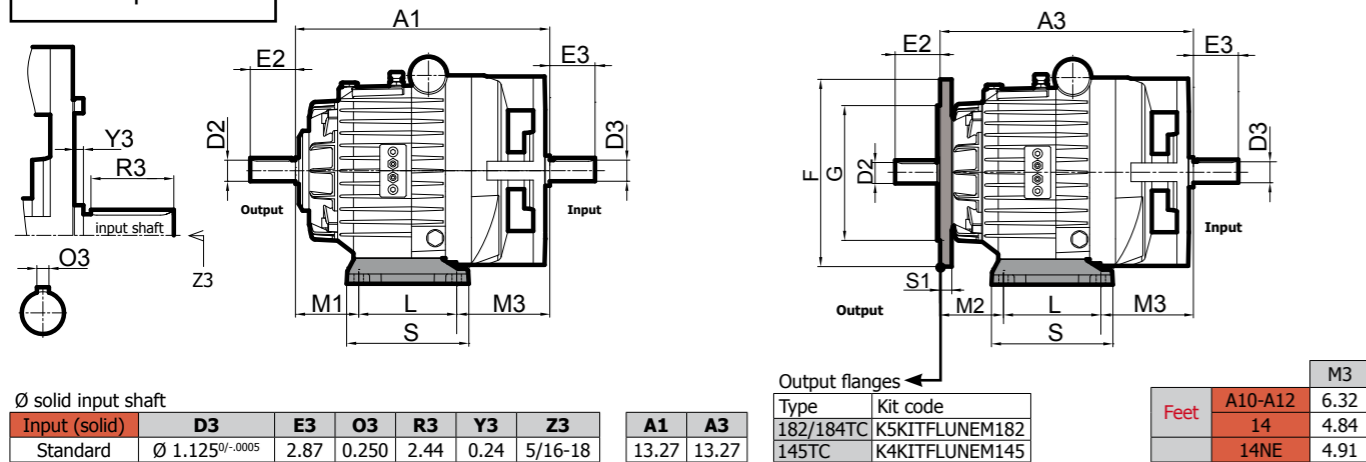 A1
E2
E3
D2
D3
Output
Input
M1
L
M3
S
Y3
R3
input shaft
O3
Z3
A3
E2
E3
F
G
D2
D3
Input
S1
Output
M2
L
M3
S
Ø solid input shaft
Input (solid) D3 E3 O3 R3 Y3 Z3
Standard Ø 1.125 0/-.0005 2.87 0.250 2.44 0.24 5/16-18
A1 A3
13.27 13.27
Output flanges
Type Kit code
182/184TC K5KITFLUNEM182
145TC K4KITFLUNEM145
M3
Feet A10-A12 6.32
14 4.84
14NE 4.91